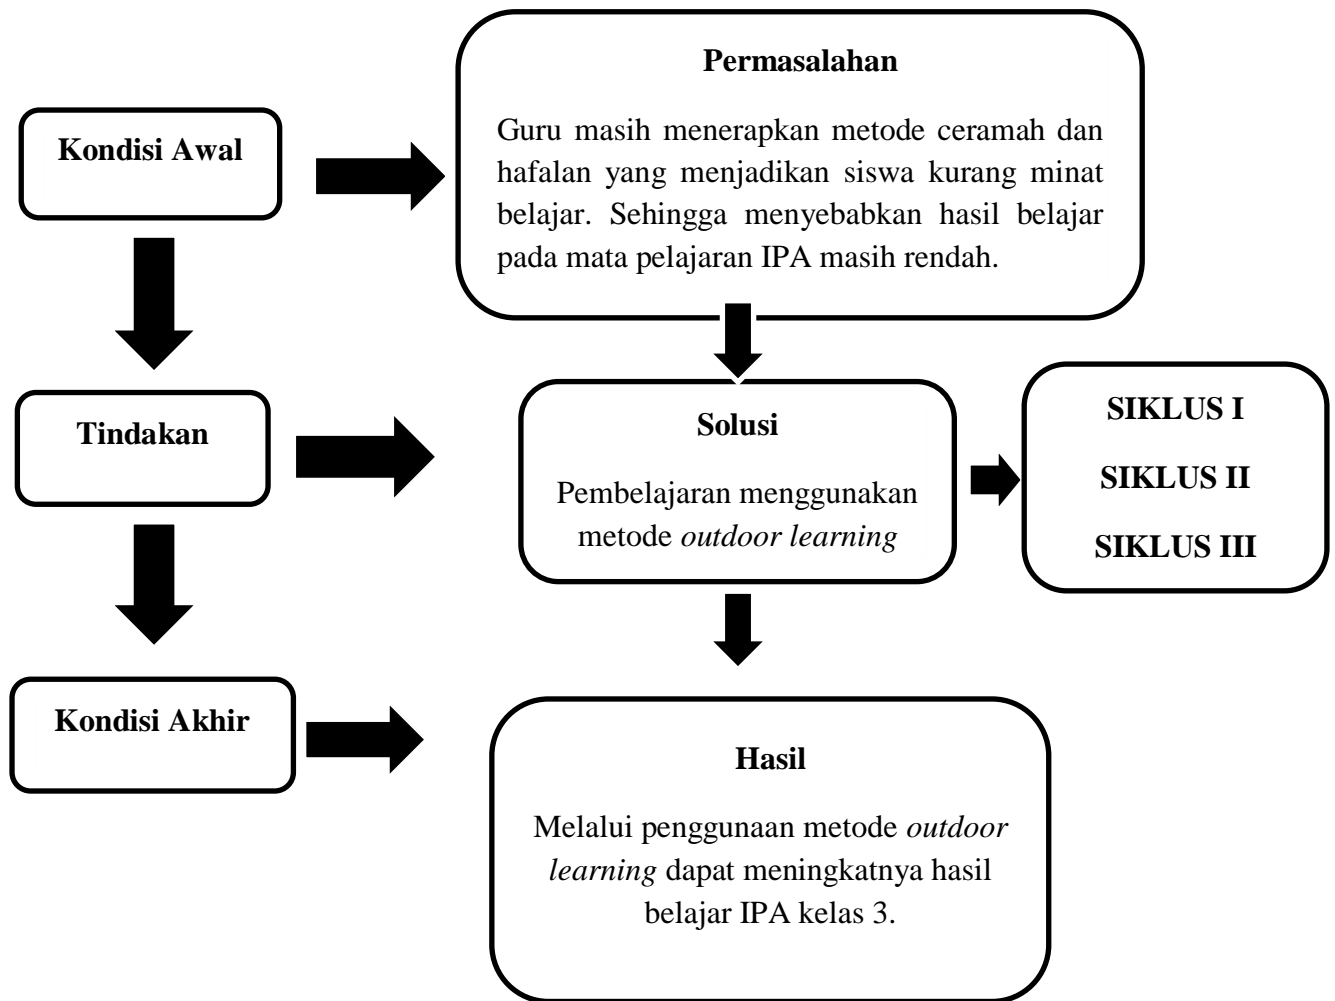 Permasalahan
Guru masih menerapkan metode ceramah dan
hafalan yang menjadikan siswa kurang minat
belajar. Sehingga menyebabkan hasil belajar
pada mata pelajaran IPA masih rendah.
Kondisi Awal
Tindakan
Solusi
Pembelajaran menggunakan
metode outdoor learning
SIKLUS I
SIKLUS II
SIKLUS III
Kondisi Akhir
Hasil
Melalui penggunaan metode outdoor
learning dapat meningkatnya hasil
belajar IPA kelas 3.